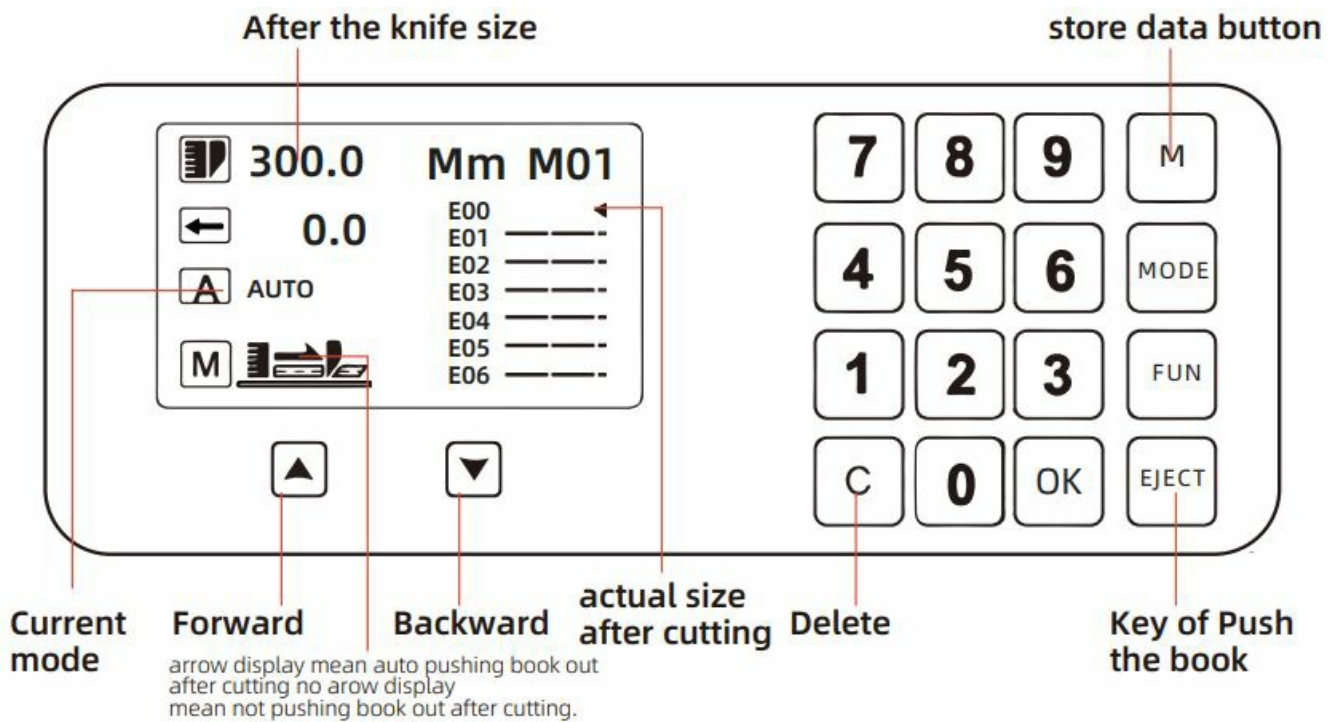 After the knife size
store data button
300.0 Mm M01
0.0
E00
E01
E02
E03
E04
E05
E06
A AUTO
M
7 8 9 M
4 5 6 MODE
1 2 3 FUN
C 0 OK EJECT
Current
mode
Forward
Backward
actual size
after cutting
Delete
Key of Push
the book
arrow display mean auto pushing book out
after cutting no arow display
mean not pushing book out after cutting.